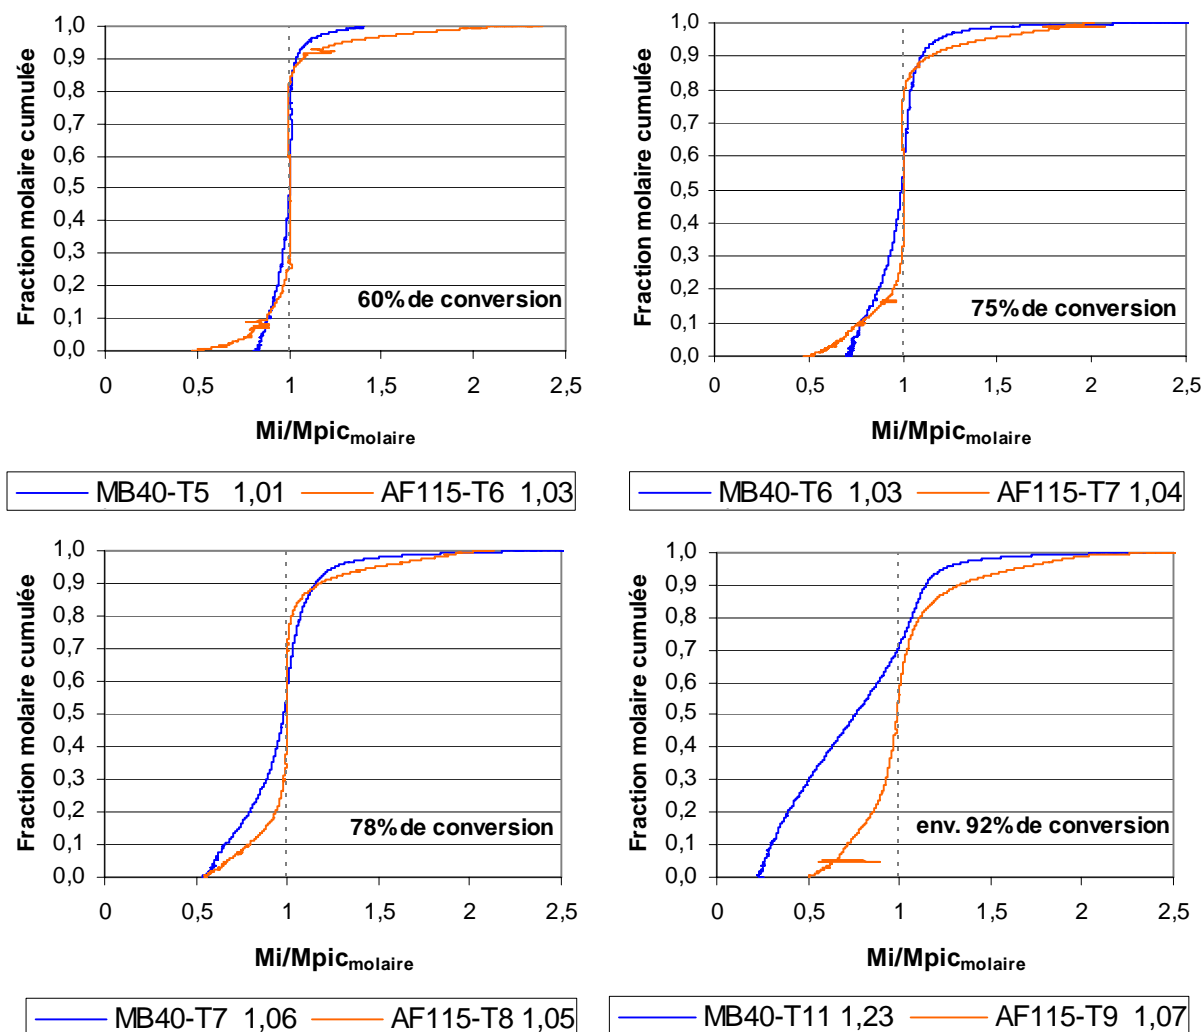 Fraction molaire cumulée
1,0
0,9
0,8
0,7
0,6
0,5
0,4
0,3
0,2
0,1
0,0
60% de conversion
0 0,5 1 1,5 2 2,5
Mi/Mpicmolaire
MB40-T5 1,01 AF115-T6 1,03
Fraction molaire cumulée
1,0
0,9
0,8
0,7
0,6
0,5
0,4
0,3
0,2
0,1
0,0
75% de conversion
0 0,5 1 1,5 2 2,5
Mi/Mpicmolaire
MB40-T6 1,03 AF115-T7 1,04
Fraction molaire cumulée
1,0
0,9
0,8
0,7
0,6
0,5
0,4
0,3
0,2
0,1
0,0
78% de conversion
0 0,5 1 1,5 2 2,5
Mi/Mpicmolaire
MB40-T7 1,06 AF115-T8 1,05
Fraction molaire cumulée
1,0
0,9
0,8
0,7
0,6
0,5
0,4
0,3
0,2
0,1
0,0
env. 92% de conversion
0 0,5 1 1,5 2 2,5
Mi/Mpicmolaire
MB40-T11 1,23 AF115-T9 1,07